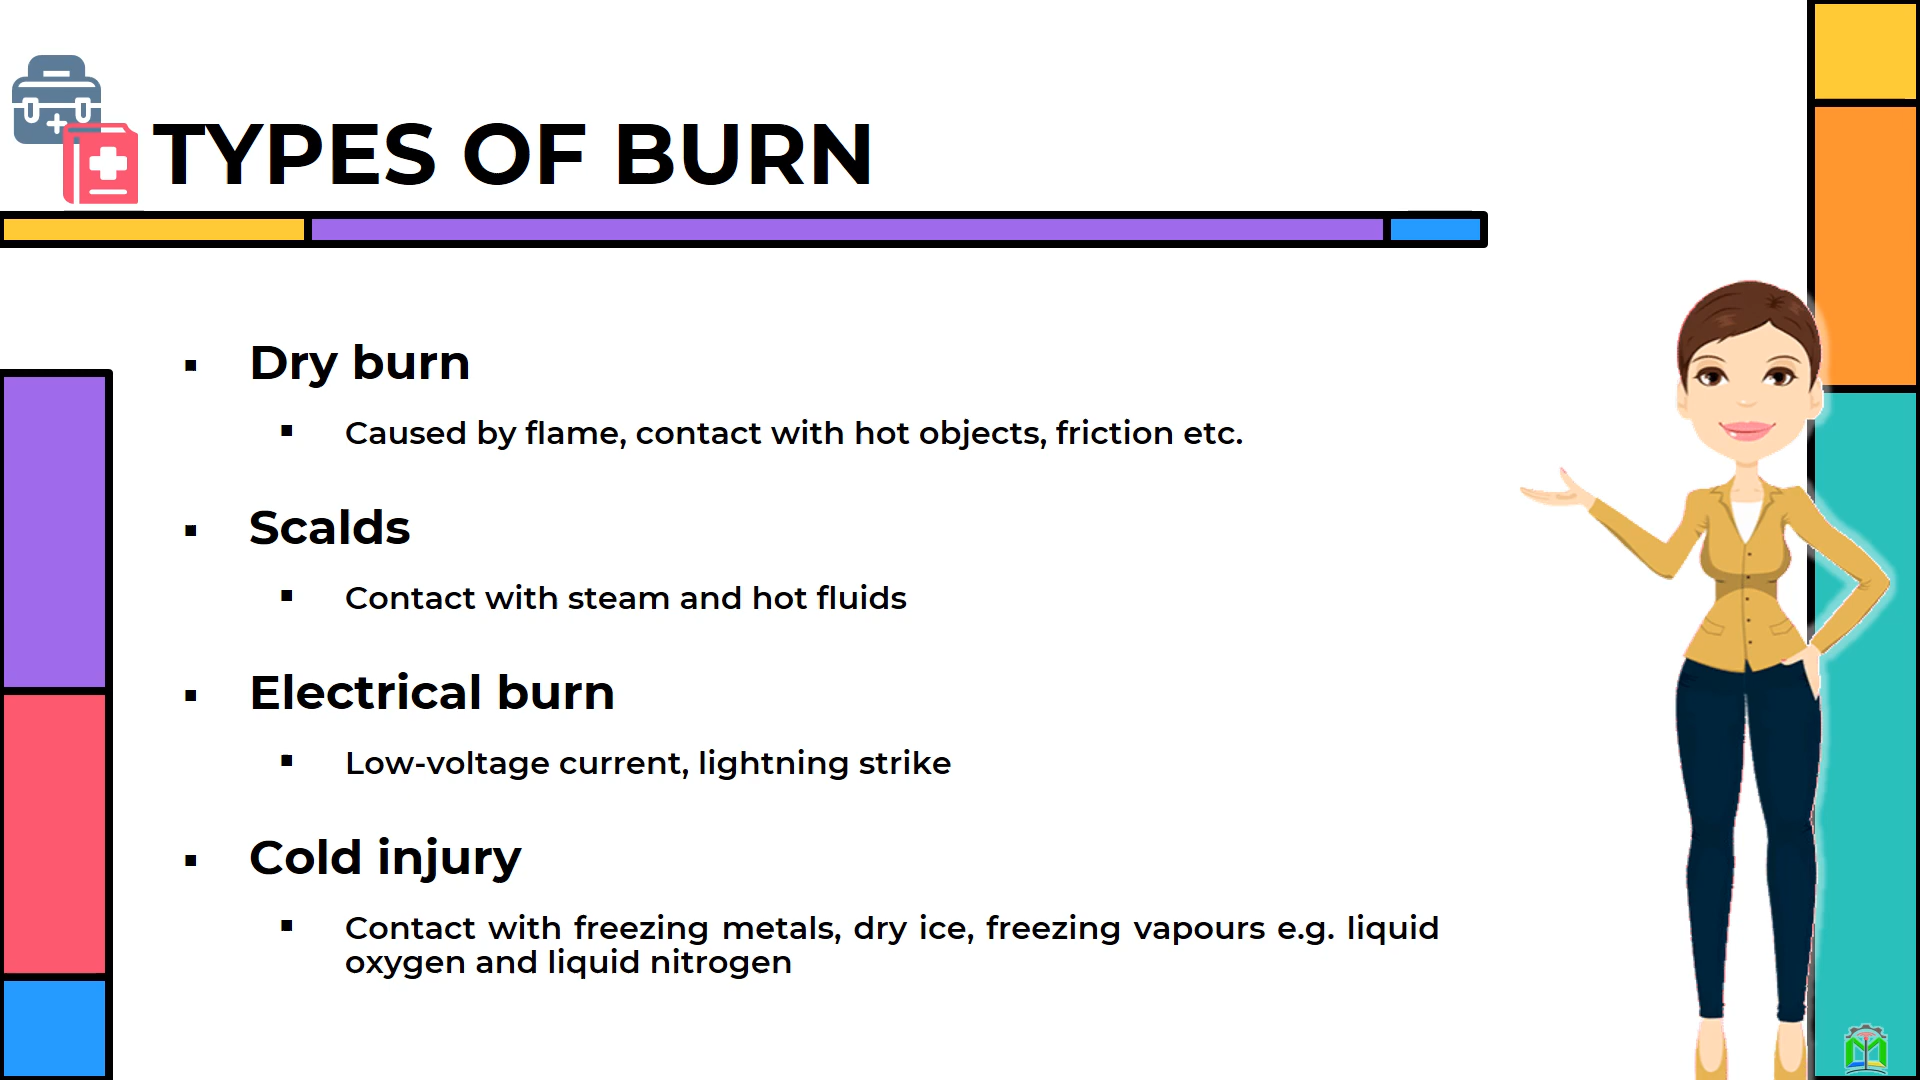 TYPES OF BURN
▪ Dry burn
▪ Caused by flame, contact with hot objects, friction etc.
▪ Scalds
▪ Contact with steam and hot fluids
▪ Electrical burn
▪ Low-voltage current, lightning strike
▪ Cold injury
▪ Contact with freezing metals, dry ice, freezing vapours e.g. liquid
oxygen and liquid nitrogen